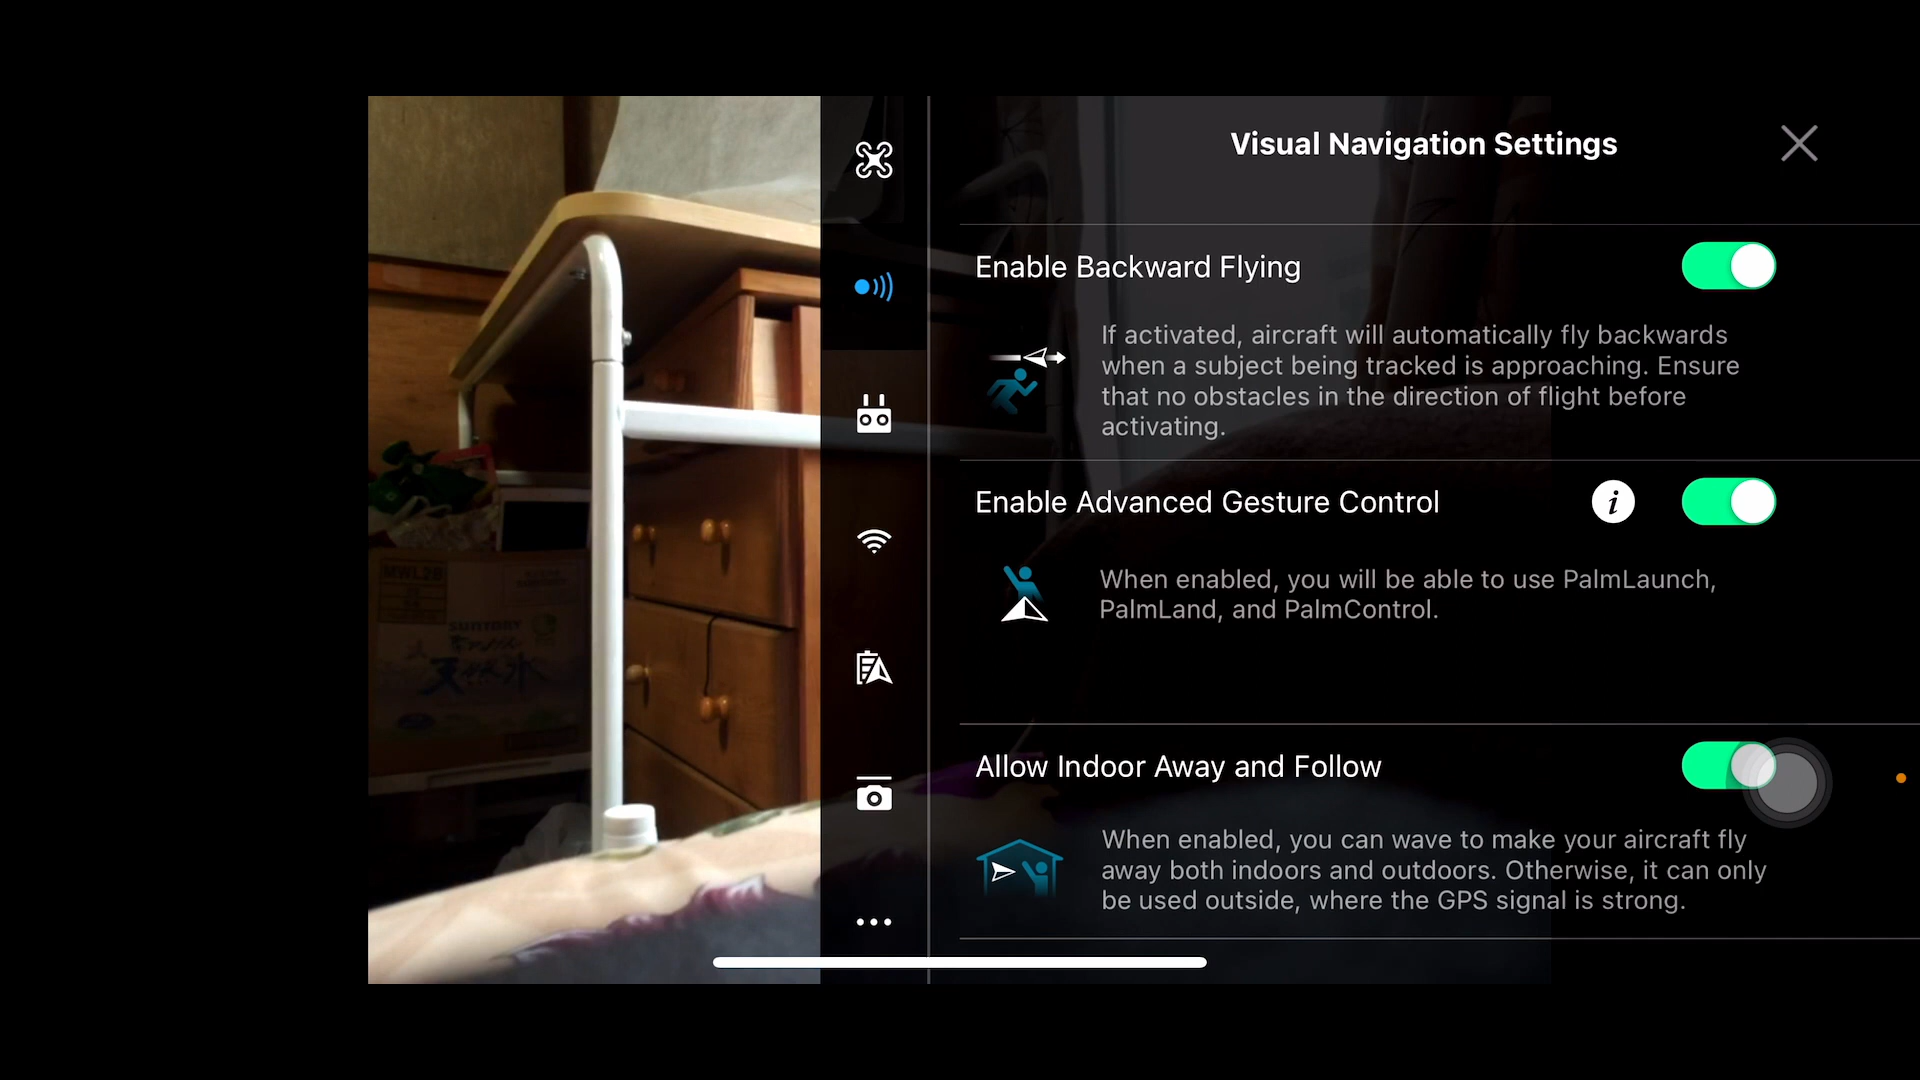 Visual Navigation Settings
Enable Backward Flying
If activated, aircraft will automatically fly backwards
when a subject being tracked is approaching. Ensure
that no obstacles in the direction of flight before
activating.
Enable Advanced Gesture Control
i
When enabled, you will be able to use PalmLaunch,
PalmLand, and PalmControl.
Allow Indoor Away and Follow
When enabled, you can wave to make your aircraft fly
away both indoors and outdoors. Otherwise, it can only
be used outside, where the GPS signal is strong.
SUNTORY
天然水